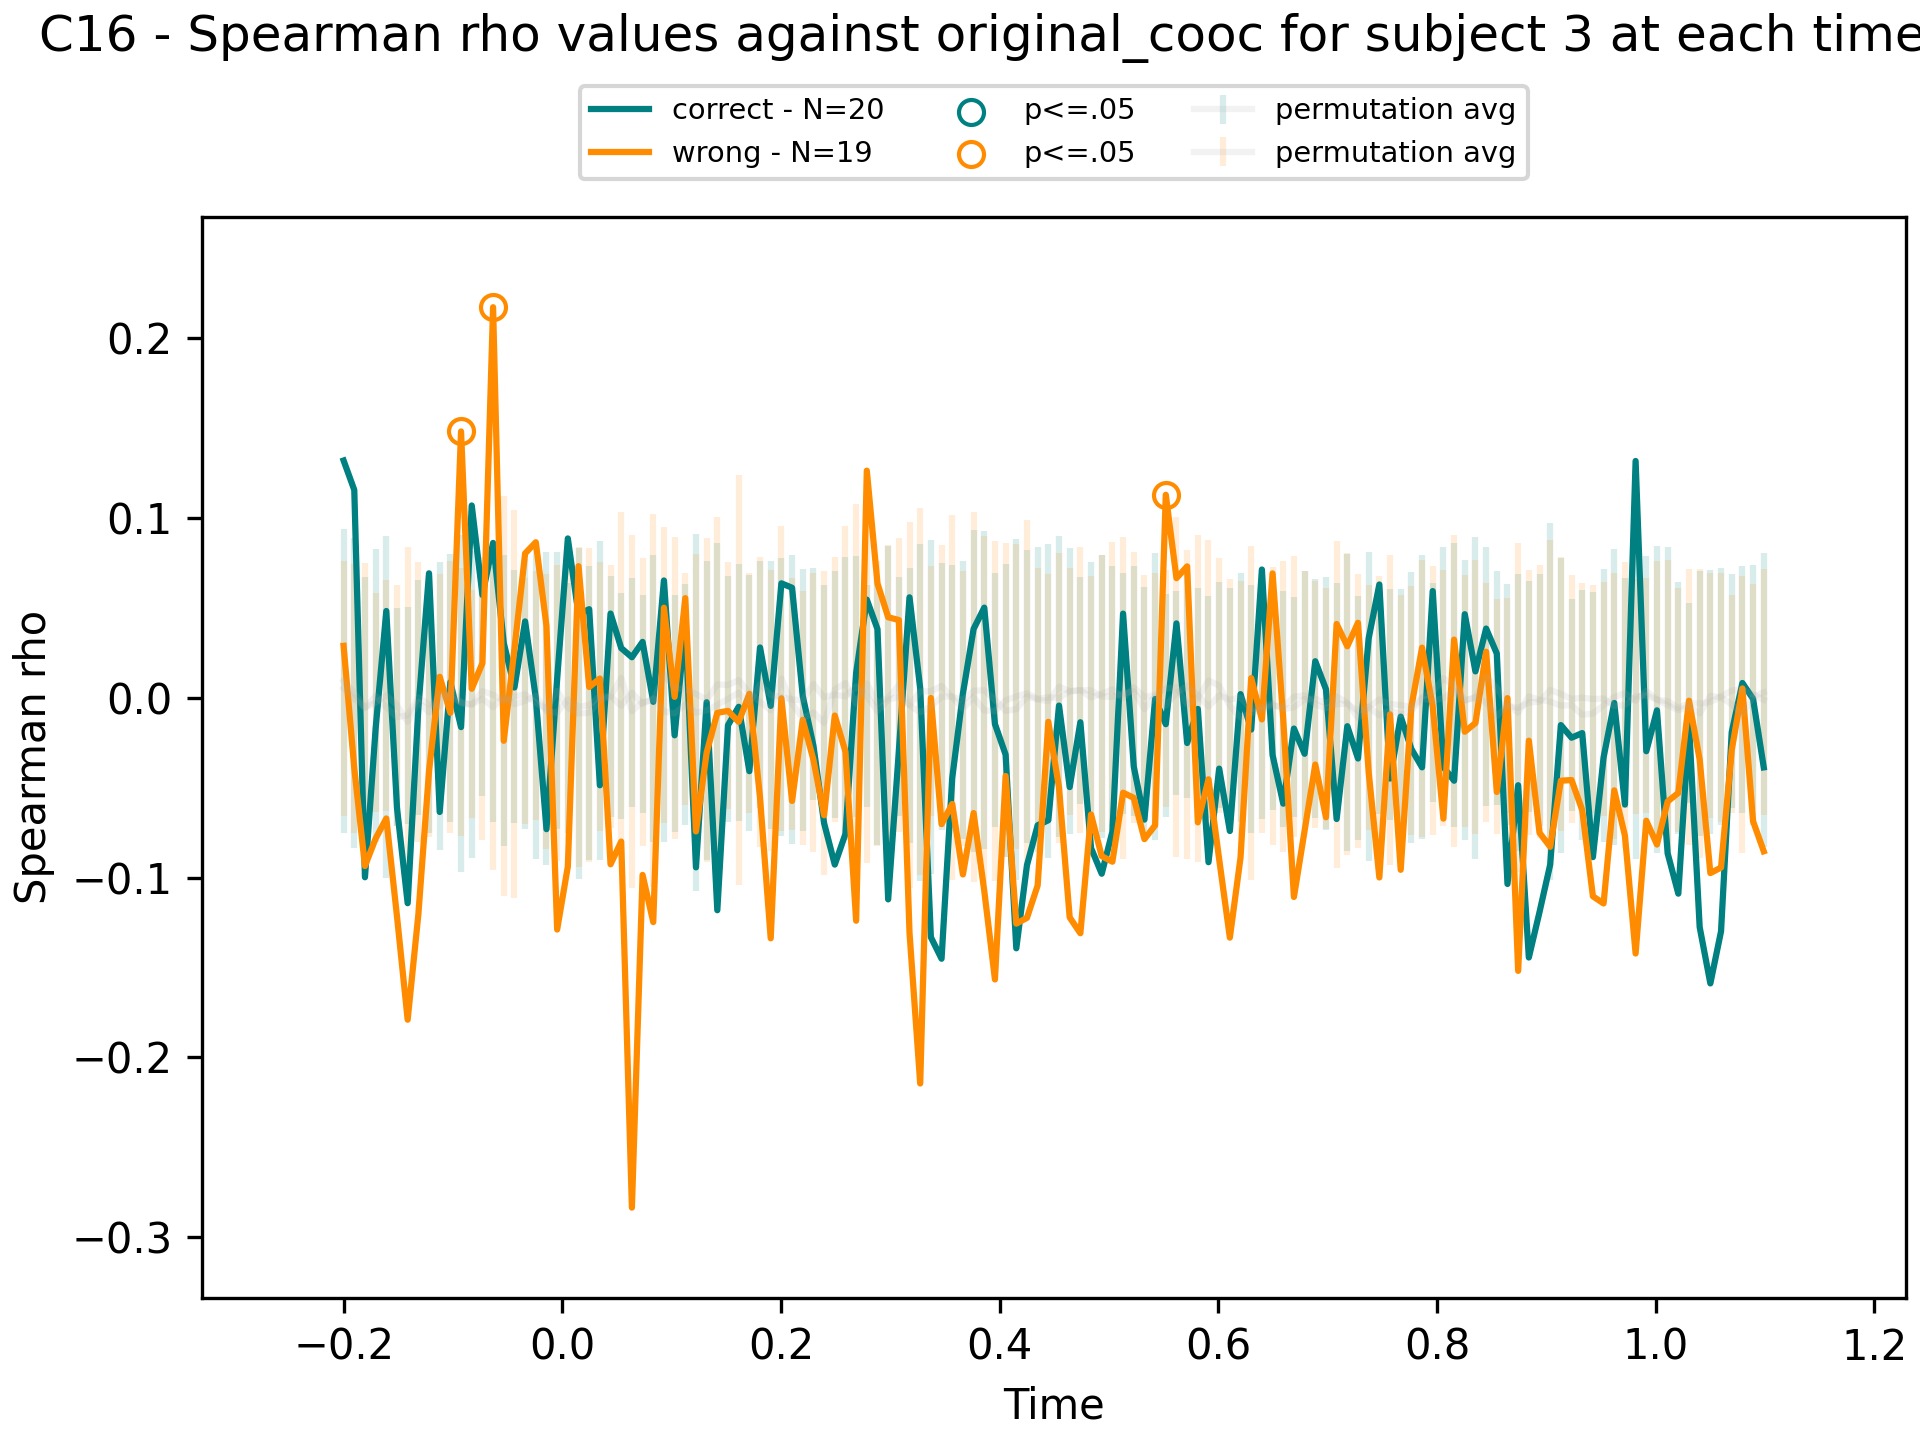 C16 - Spearman rho values against original_cooc for subject 3 at each time
correct - N=20 p<=.05 permutation avg
wrong - N=19 p<=.05 permutation avg
0.2
0.1
0.0
−0.1
−0.2
−0.3
Spearman rho
−0.2 0.0 0.2 0.4 0.6 0.8 1.0 1.2
Time